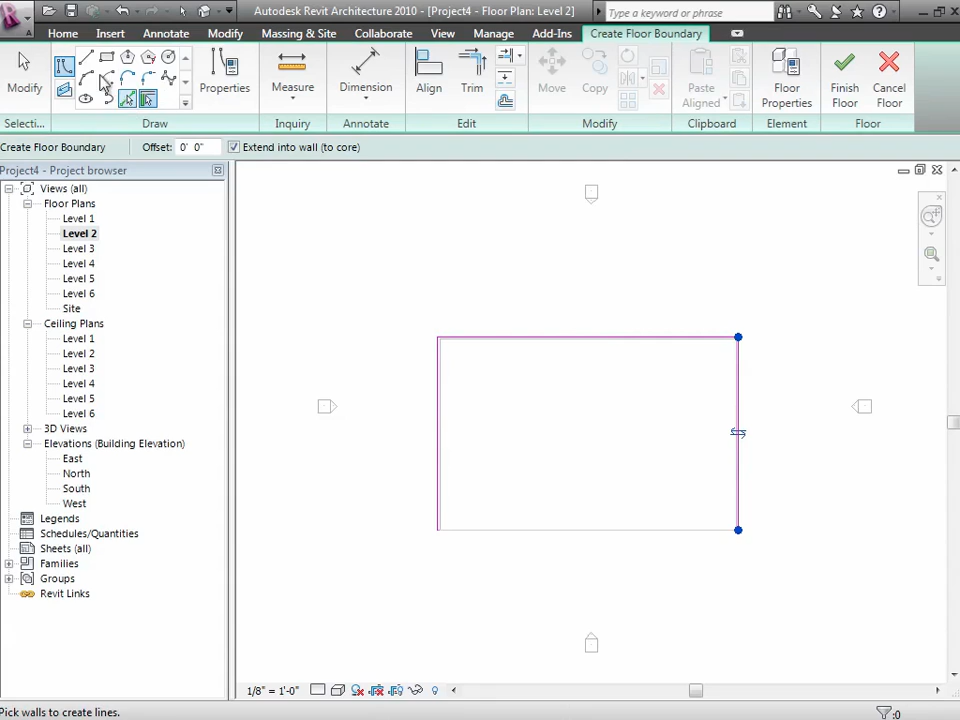 Autodesk Revit Architecture 2010 - [Project4 - Floor Plan: Level 2]
Type a keyword or phrase
Home Insert Annotate Modify Massing & Site Collaborate View Manage Add-Ins Create Floor Boundary
Modify Properties Measure Dimension Align Trim Move Copy Paste Aligned Floor Properties Finish Floor Cancel Floor
Selecti... Draw Inquiry Annotate Edit Modify Clipboard Element Floor
Create Floor Boundary Offset: 0' 0" Extend into wall (to core)
Project4 - Project browser
Views (all)
Floor Plans
Level 1
Level 2
Level 3
Level 4
Level 5
Level 6
Site
Ceiling Plans
Level 1
Level 2
Level 3
Level 4
Level 5
Level 6
3D Views
Elevations (Building Elevation)
East
North
South
West
Legends
Schedules/Quantities
Sheets (all)
Families
Groups
Revit Links
1/8" = 1'-0"
Pick walls to create lines.
:0